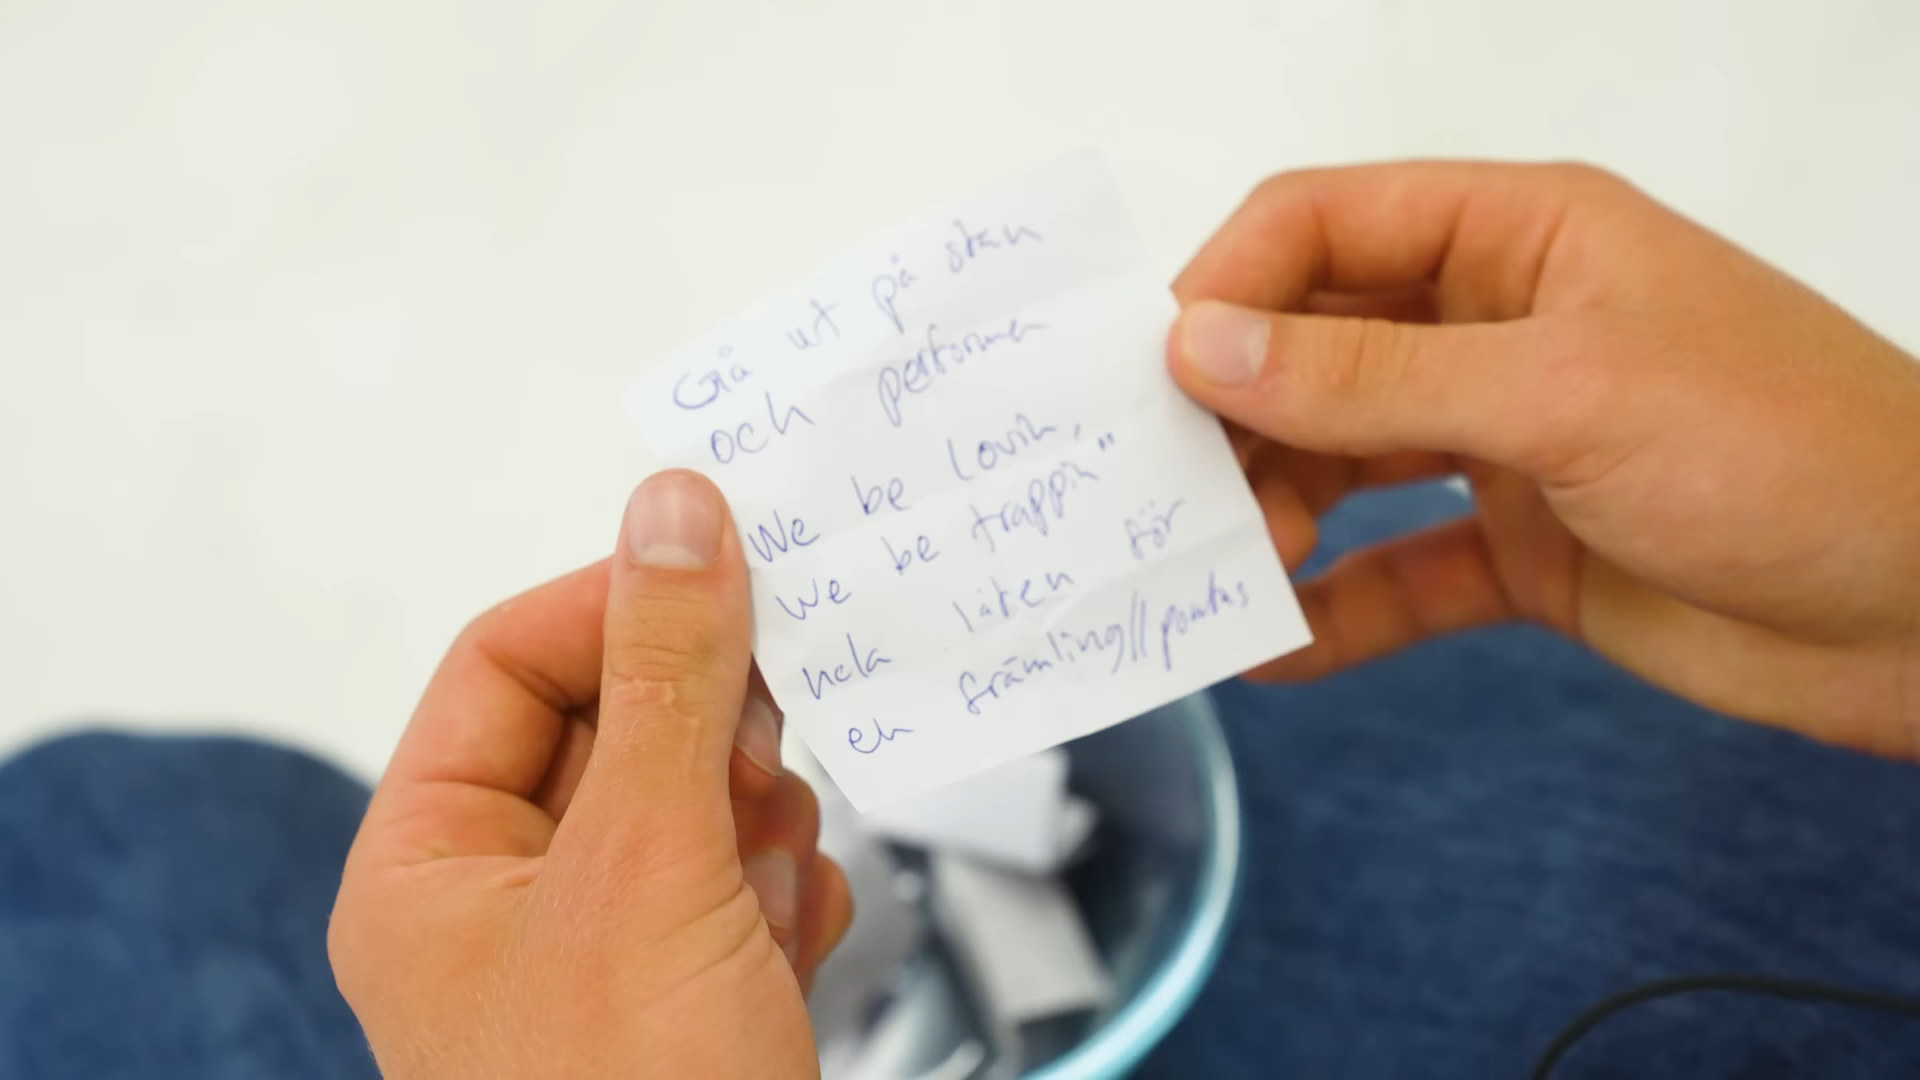 Gå ut på stan
och performa
We be lovin,
We be trappin"
hela låten för
en främling//pontus